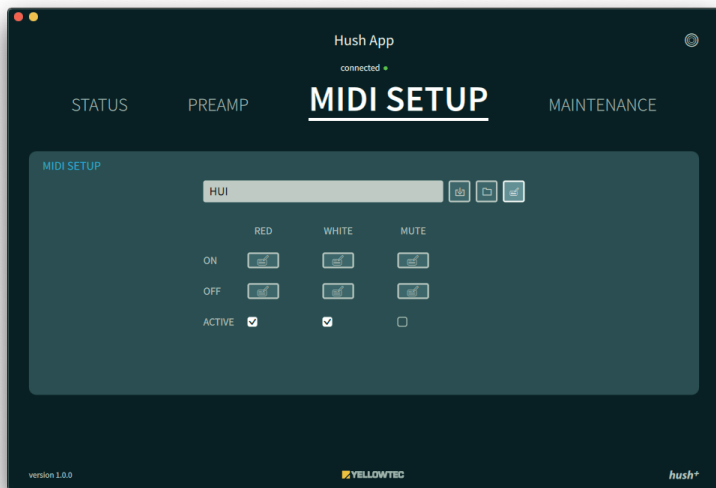 Hush App
connected
STATUS PREAMP MIDI SETUP MAINTENANCE
MIDI SETUP
HUI
RED WHITE MUTE
ON
OFF
ACTIVE
version 1.0.0 YELLOWTEC hush+